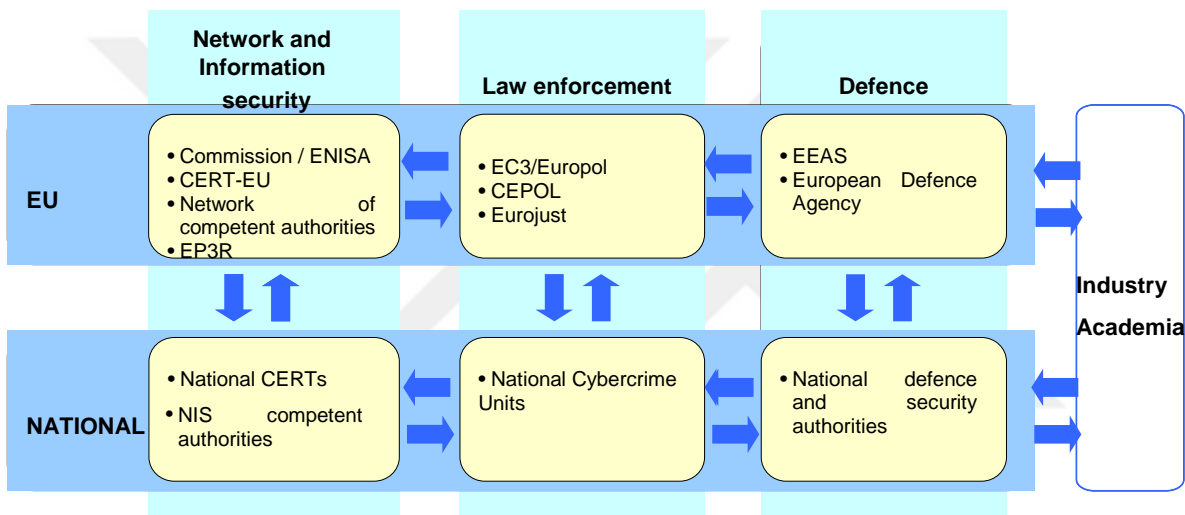 Network and
Information
security
Law enforcement
Defence
EU
• Commission / ENISA
• CERT-EU
• Network of
competent authorities
• EP3R
• EC3/Europol
• CEPOL
• Eurojust
• EEAS
• European Defence
Agency
Industry
Academia
NATIONAL
• National CERTs
• NIS competent
authorities
• National Cybercrime
Units
• National defence
and security
authorities